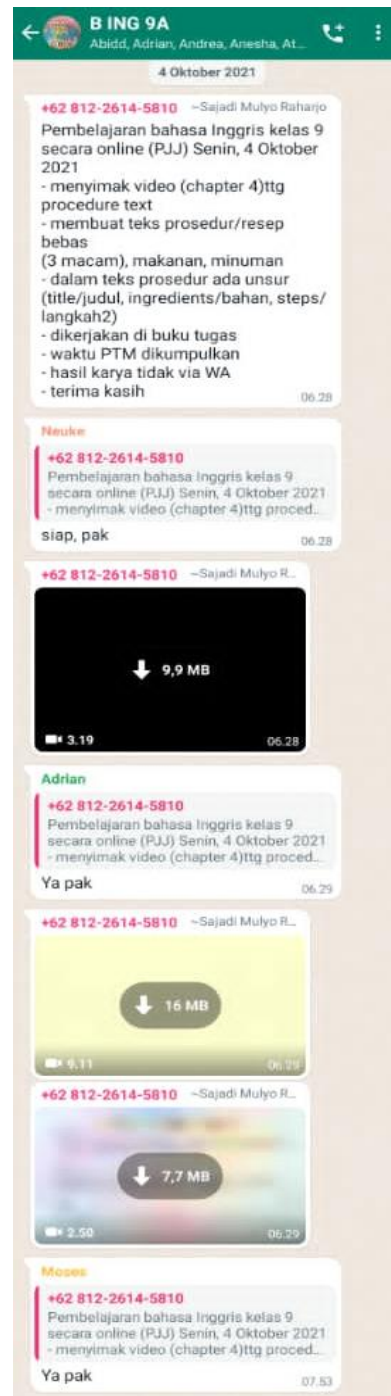 B ING 9A
Abidd, Adrian, Andrea, Anesha, At...
4 Oktober 2021
+62 812-2614-5810 ~Sajadi Mulyo Raharjo
Pembelajaran bahasa Inggris kelas 9
secara online (PJJ) Senin, 4 Oktober
2021
- menyimak video (chapter 4)ttg
procedure text
- membuat teks prosedur/resep
bebas
(3 macam), makanan, minuman
- dalam teks prosedur ada unsur
(title/judul, ingredients/bahan, steps/
langkah2)
- dikerjakan di buku tugas
- waktu PTM dikumpulkan
- hasil karya tidak via WA
- terima kasih
06.28
Neuke
+62 812-2614-5810
Pembelajaran bahasa Inggris kelas 9
secara online (PJJ) Senin, 4 Oktober 2021
- menyimak video (chapter 4)ttg proced...
siap, pak
06.28
+62 812-2614-5810 ~Sajadi Mulyo R...
9,9 MB
3.19 06.28
Adrian
+62 812-2614-5810
Pembelajaran bahasa Inggris kelas 9
secara online (PJJ) Senin, 4 Oktober 2021
- menyimak video (chapter 4)ttg proced...
Ya pak
06.29
+62 812-2614-5810 ~Sajadi Mulyo R...
16 MB
9.11 06.29
+62 812-2614-5810 ~Sajadi Mulyo R...
7,7 MB
2.50 06.29
Moses
+62 812-2614-5810
Pembelajaran bahasa Inggris kelas 9
secara online (PJJ) Senin, 4 Oktober 2021
- menyimak video (chapter 4)ttg proced...
Ya pak
07.53